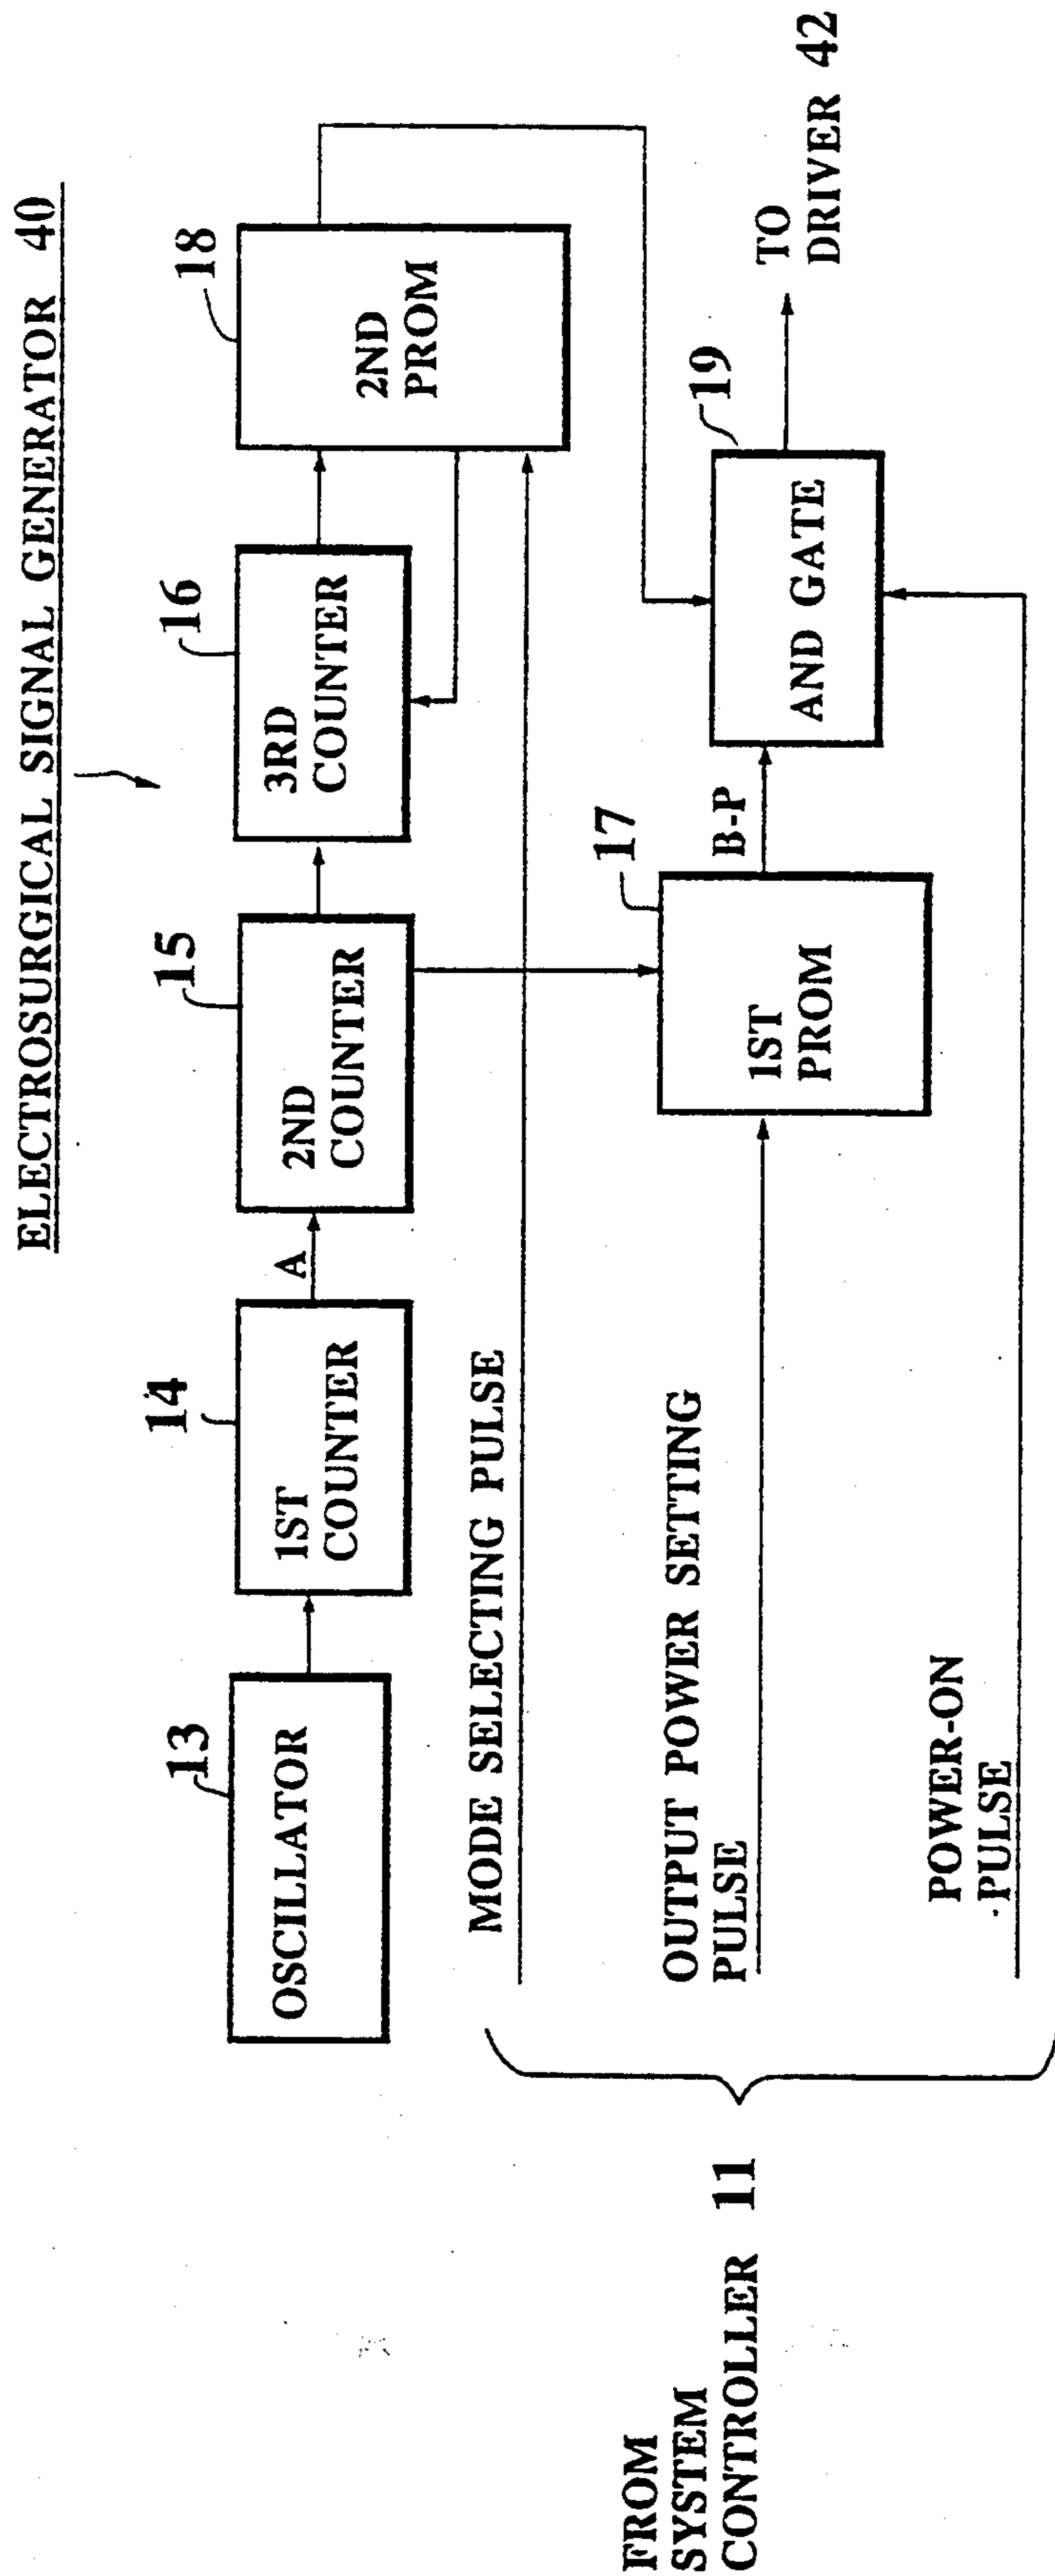 ELECTROSURGICAL SIGNAL GENERATOR 40
13
OSCILLATOR
14
1ST
COUNTER
A
15
2ND
COUNTER
16
3RD
COUNTER
18
2ND
PROM
MODE SELECTING PULSE
OUTPUT POWER SETTING
PULSE
17
1ST
PROM
B-P
19
AND GATE
TO
DRIVER 42
POWER-ON
PULSE
FROM
SYSTEM
CONTROLLER 11